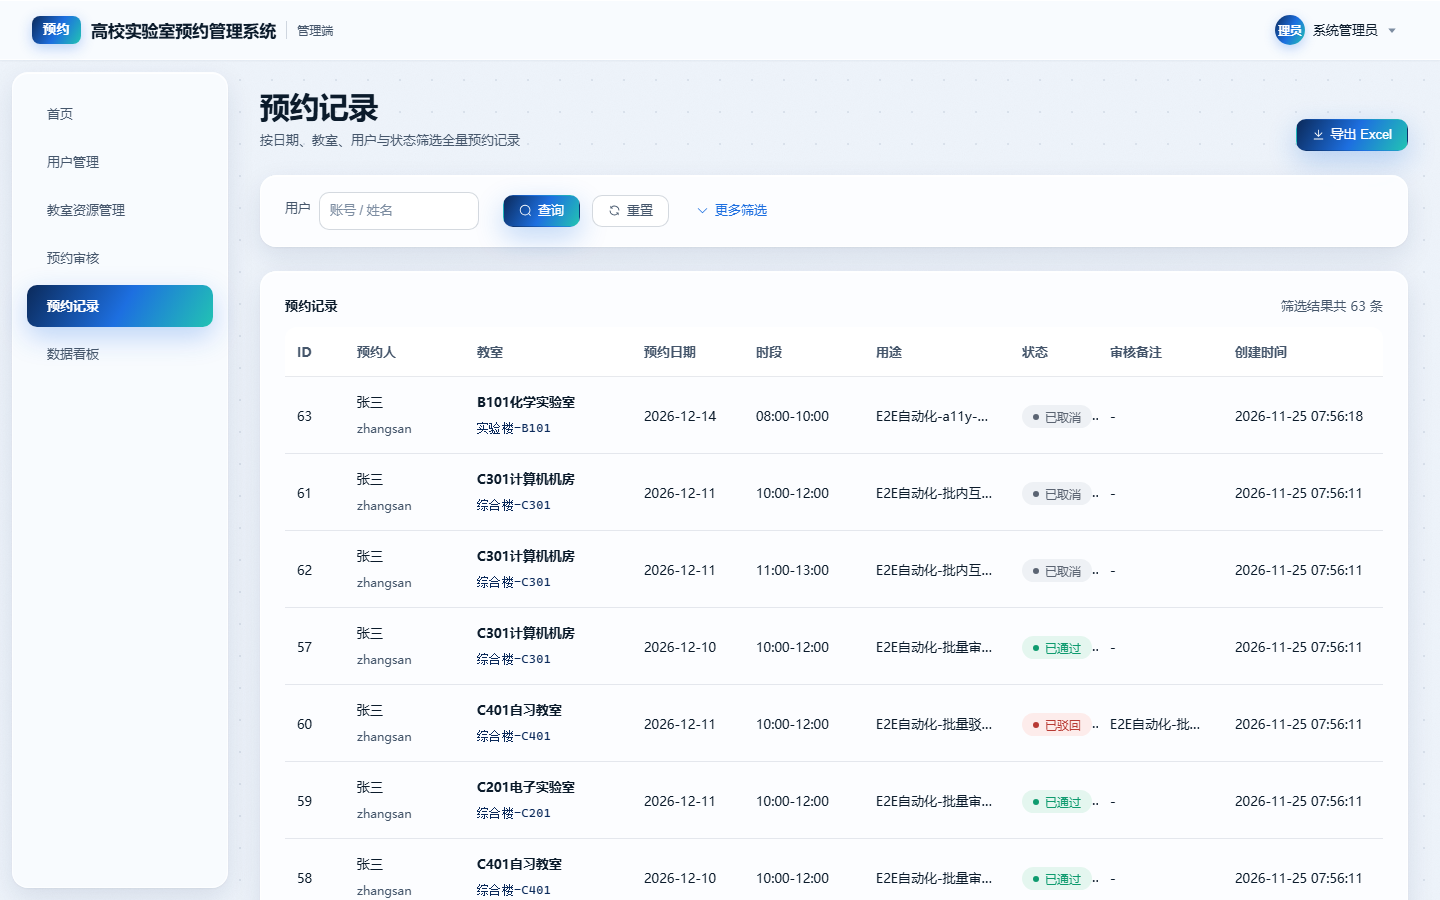 预约 高校实验室预约管理系统 管理端
理员 系统管理员
首页
用户管理
教室资源管理
预约审核
预约记录
数据看板
预约记录
按日期、教室、用户与状态筛选全量预约记录
导出 Excel
用户 账号 / 姓名 查询 重置 更多筛选
预约记录 筛选结果共 63 条
ID 预约人 教室 预约日期 时段 用途 状态 审核备注 创建时间
63 张三 zhangsan B101化学实验室 实验楼-B101 2026-12-14 08:00-10:00 E2E自动化-a11y-... 已取消 .. - 2026-11-25 07:56:18
61 张三 zhangsan C301计算机机房 综合楼-C301 2026-12-11 10:00-12:00 E2E自动化-批内互... 已取消 .. - 2026-11-25 07:56:11
62 张三 zhangsan C301计算机机房 综合楼-C301 2026-12-11 11:00-13:00 E2E自动化-批内互... 已取消 .. - 2026-11-25 07:56:11
57 张三 zhangsan C301计算机机房 综合楼-C301 2026-12-10 10:00-12:00 E2E自动化-批量审... 已通过 .. - 2026-11-25 07:56:11
60 张三 zhangsan C401自习教室 综合楼-C401 2026-12-11 10:00-12:00 E2E自动化-批量驳... 已驳回 .. E2E自动化-批... 2026-11-25 07:56:11
59 张三 zhangsan C201电子实验室 综合楼-C201 2026-12-11 10:00-12:00 E2E自动化-批量审... 已通过 .. - 2026-11-25 07:56:11
58 张三 zhangsan C401自习教室 综合楼-C401 2026-12-10 10:00-12:00 E2E自动化-批量审... 已通过 .. - 2026-11-25 07:56:11